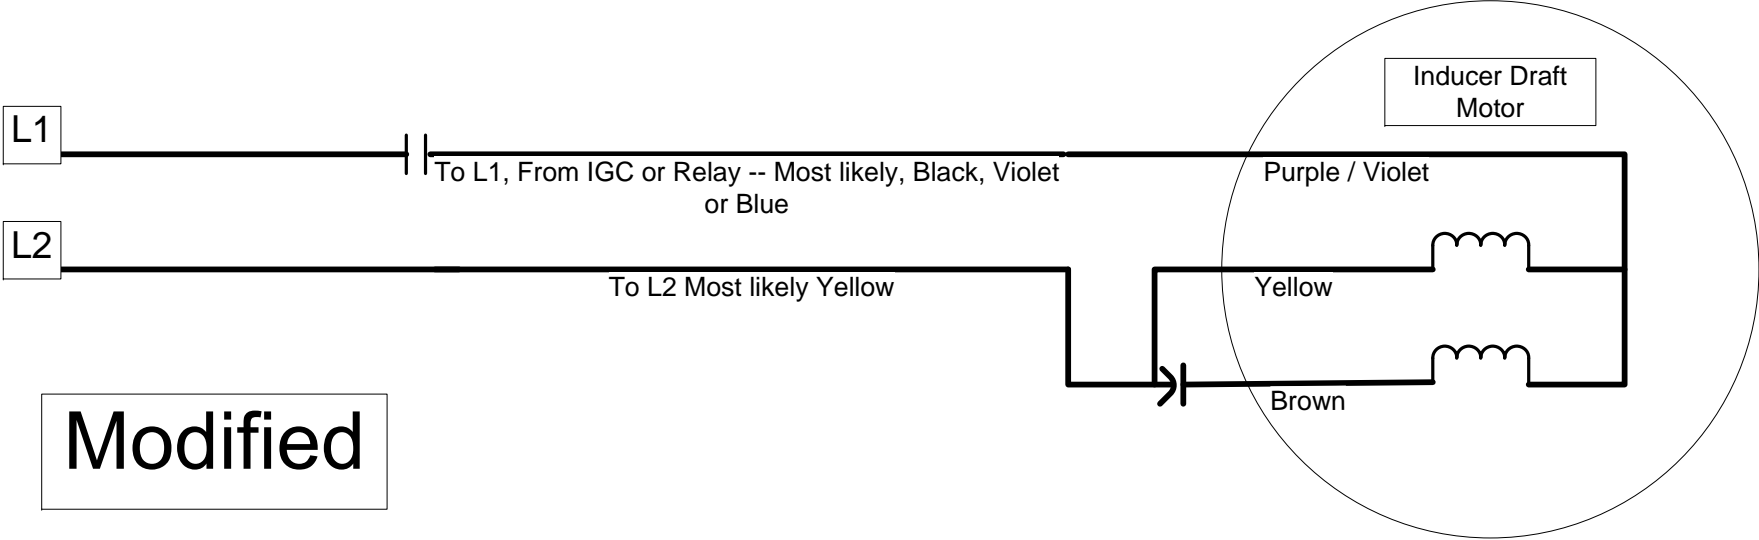 Inducer Draft
Motor
L1
To L1, From IGC or Relay -- Most likely, Black, Violet
or Blue
Purple / Violet
L2
To L2 Most likely Yellow
Yellow
Brown
Modified